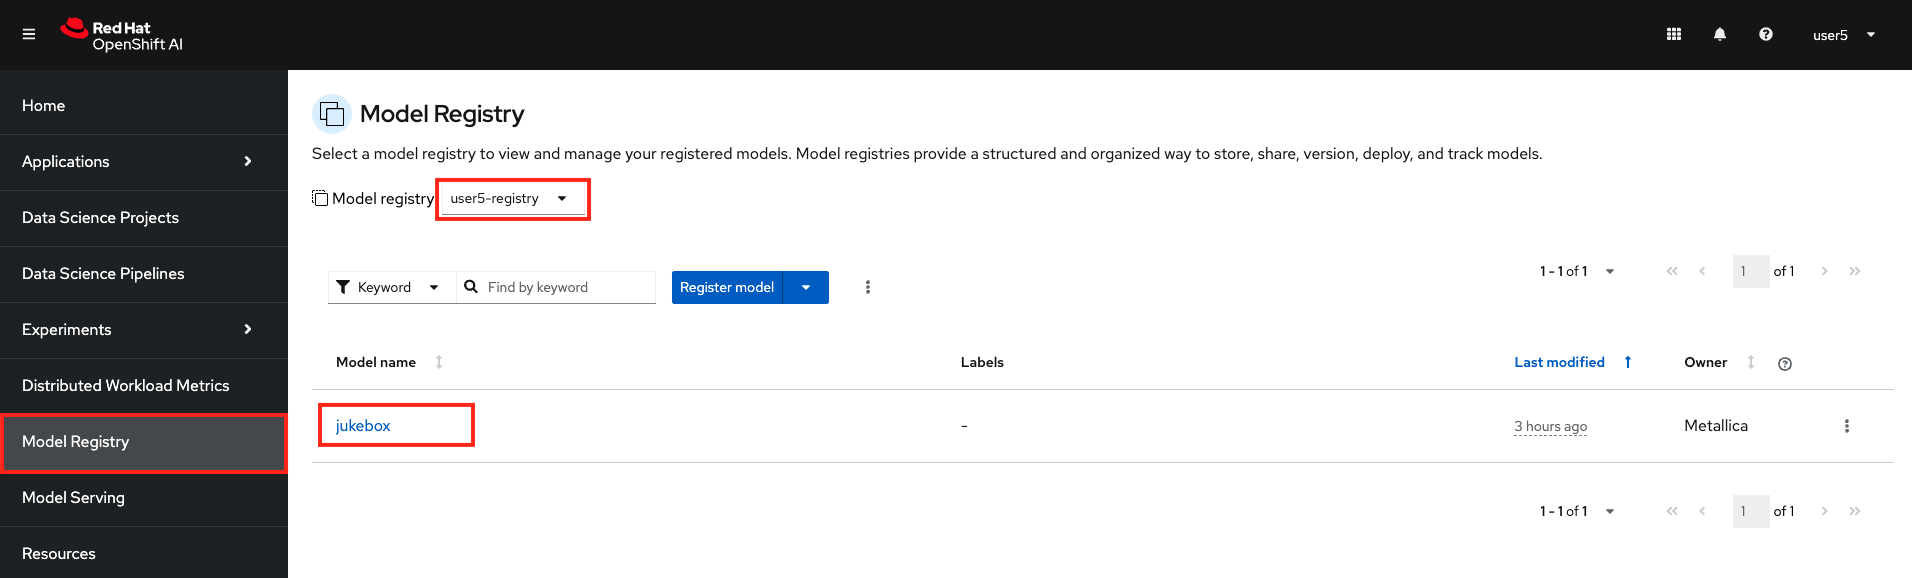 Red Hat
OpenShift AI
user5
Home
Applications
Data Science Projects
Data Science Pipelines
Experiments
Distributed Workload Metrics
Model Registry
Model Serving
Resources
Model Registry
Select a model registry to view and manage your registered models. Model registries provide a structured and organized way to store, share, version, deploy, and track models.
Model registry user5-registry
Keyword Find by keyword Register model
1 - 1 of 1 1 of 1
Model name Labels Last modified Owner
jukebox - 3 hours ago Metallica
1 - 1 of 1 1 of 1